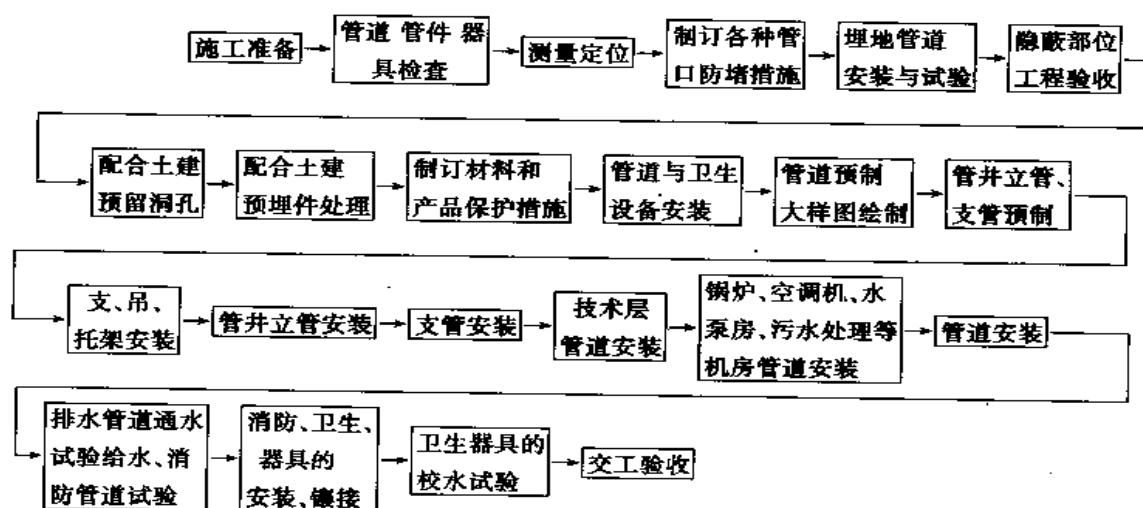 施工准备
管道 管件 器
具检查
测量定位
制订各种管
口防堵措施
埋地管道
安装与试验
隐蔽部位
工程验收
配合土建
预留洞孔
配合土建
预埋件处理
制订材料和
产品保护措施
管道与卫生
设备安装
管道预制
大样图绘制
管井立管、
支管预制
支、吊、
托架安装
管井立管安装
支管安装
技术层
管道安装
锅炉、空调机、水
泵房、污水处理等
机房管道安装
管道安装
排水管道通水
试验给水、消
防管道试验
消防、卫生、
器具的
安装、镶接
卫生器具的
校水试验
交工验收